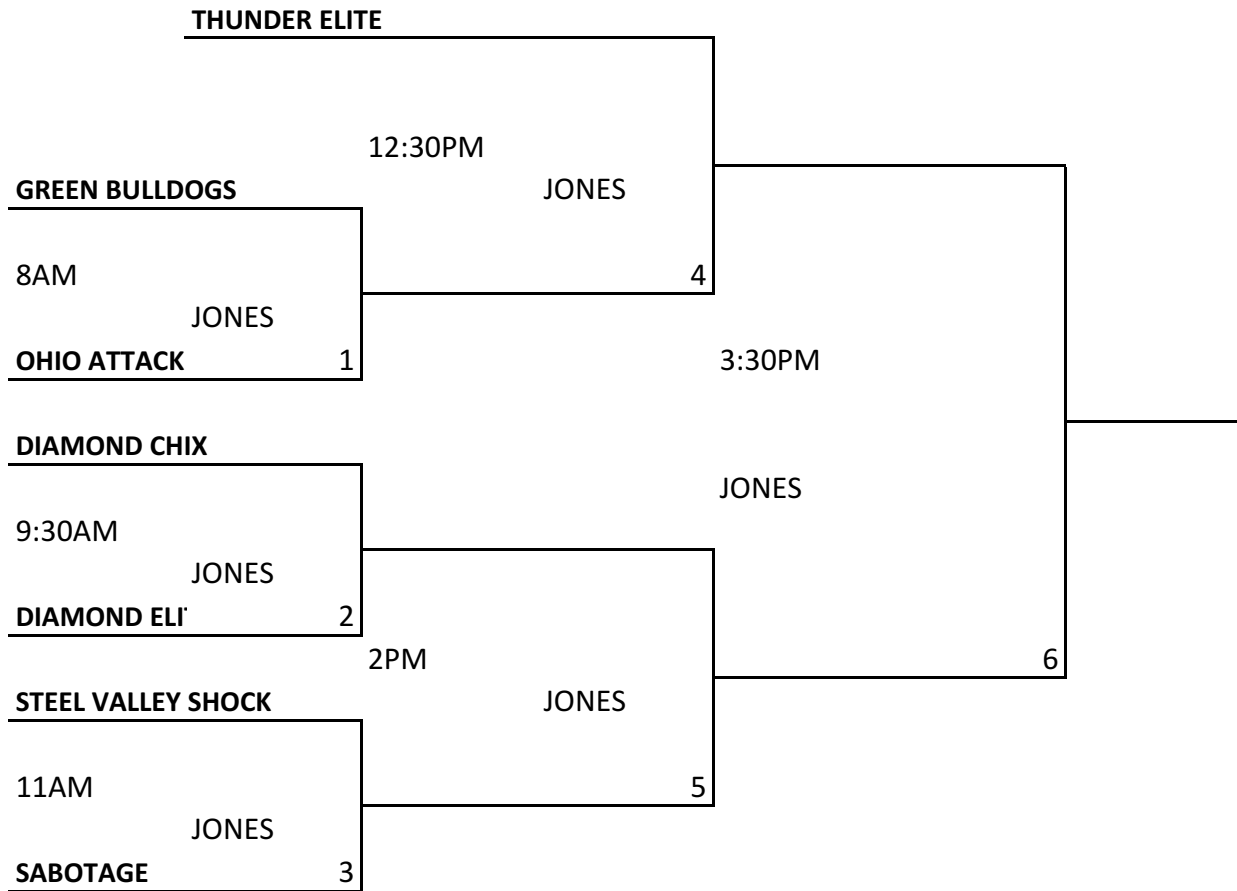 THUNDER ELITE
12:30PM
GREEN BULLDOGS
JONES
8AM
4
JONES
OHIO ATTACK 1
3:30PM
DIAMOND CHIX
JONES
9:30AM
JONES
DIAMOND ELI
2
2PM
6
STEEL VALLEY SHOCK
JONES
11AM
5
JONES
SABOTAGE 3